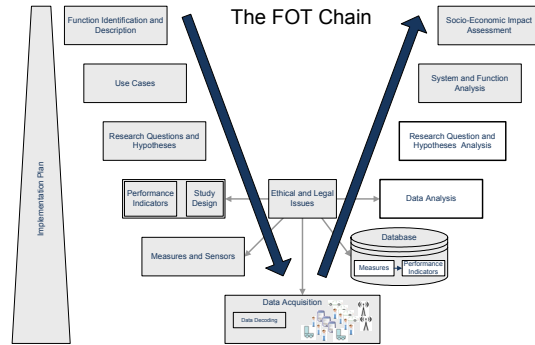 The FOT Chain
Function Identification and
Description
Socio-Economic Impact
Assessment
Use Cases
System and Function
Analysis
Research Questions and
Hypotheses
Research Question and
Hypotheses Analysis
Implementation Plan
Performance
Indicators
Study
Design
Ethical and Legal
Issues
Data Analysis
Measures and Sensors
Database
Measures
Performance
Indicators
Data Acquisition
Data Decoding